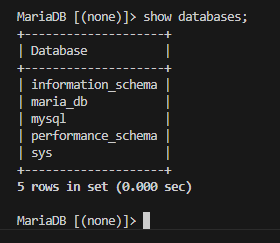 MariaDB [(none)]> show databases;
+--------------------+
| Database           |
+--------------------+
| information_schema |
| maria_db           |
| mysql              |
| performance_schema |
| sys                |
+--------------------+
5 rows in set (0.000 sec)
MariaDB [(none)]>